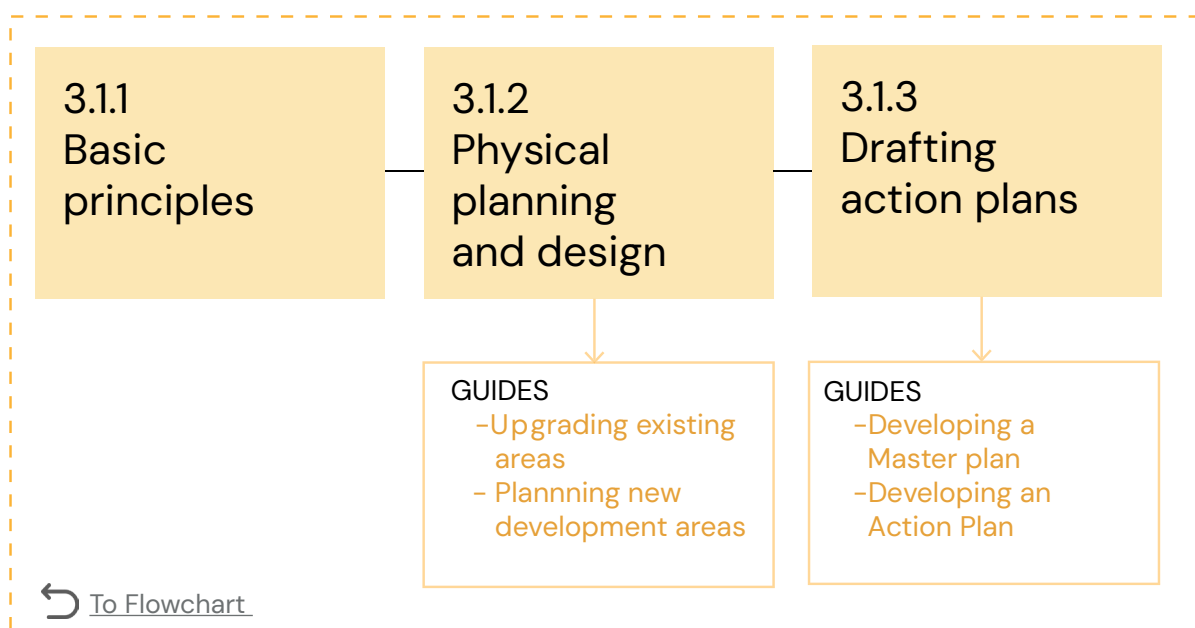 3.1.1
Basic
principles
3.1.2
Physical
planning
and design
3.1.3
Drafting
action plans
GUIDES
-Upgrading existing
areas
- Plannning new
development areas
GUIDES
-Developing a
Master plan
-Developing an
Action Plan
To Flowchart